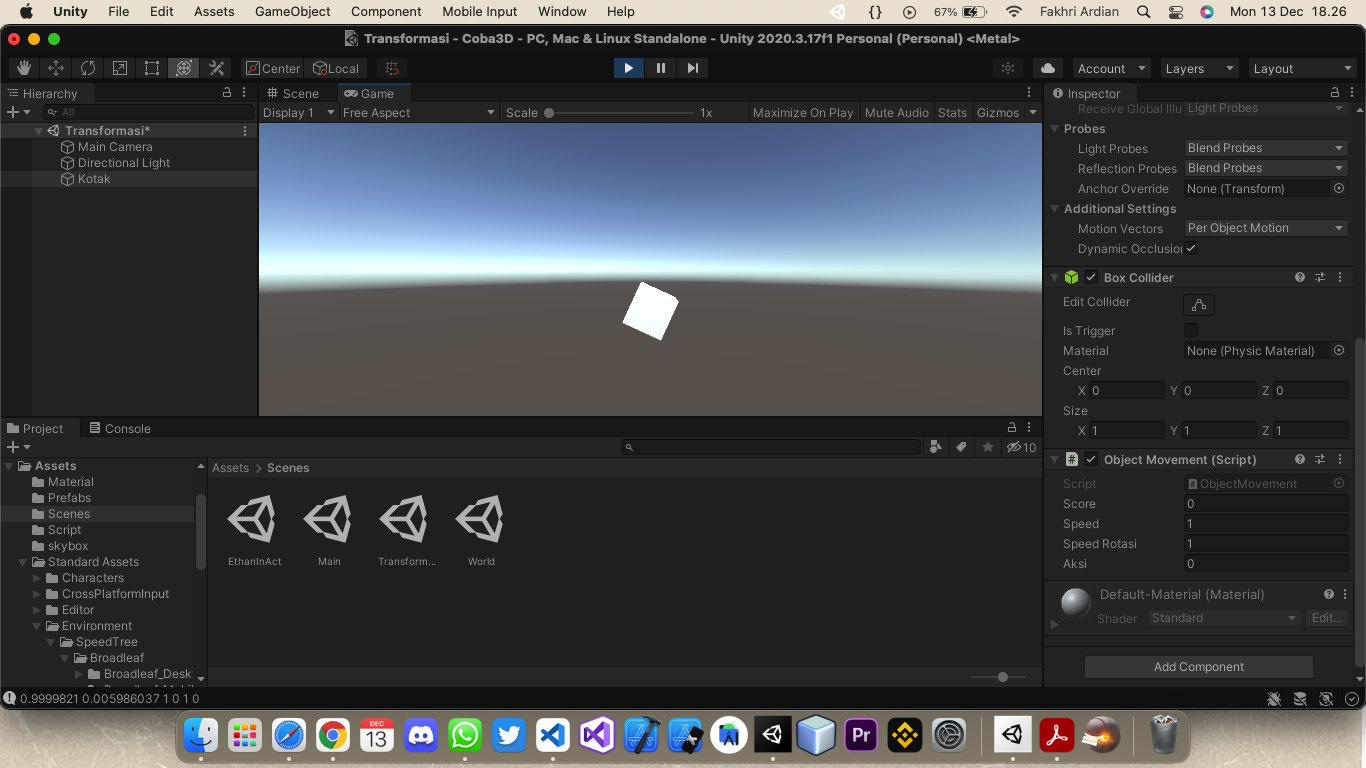 Unity File Edit Assets GameObject Component Mobile Input Window Help {} 67% Fakhri Ardian Mon 13 Dec 18.26
Transformasi - Coba3D - PC, Mac & Linux Standalone - Unity 2020.3.17f1 Personal (Personal) <Metal>
Center Local Account Layers Layout
Hierarchy
All
Transformasi*
Main Camera
Directional Light
Kotak
Scene Game
Display 1 Free Aspect Scale 1x Maximize On Play Mute Audio Stats Gizmos
Inspector
Receive Global Illu Light Probes
Probes
Light Probes Blend Probes
Reflection Probes Blend Probes
Anchor Override None (Transform)
Additional Settings
Motion Vectors Per Object Motion
Dynamic Occlusion
Box Collider
Edit Collider
Is Trigger
Material None (Physic Material)
Center
X 0 Y 0 Z 0
Size
X 1 Y 1 Z 1
Object Movement (Script)
Script ObjectMovement
Score 0
Speed 1
Speed Rotasi 1
Aksi 0
Default-Material (Material)
Shader Standard Edit...
Add Component
Project Console
10
Assets
Material
Prefabs
Scenes
Script
skybox
Standard Assets
Characters
CrossPlatformInput
Editor
Environment
SpeedTree
Broadleaf
Broadleaf_Desk
Assets > Scenes
EthanInAct Main Transform... World
0.9999821 0.005986037 1 0 1 0
DEC
13
Pr